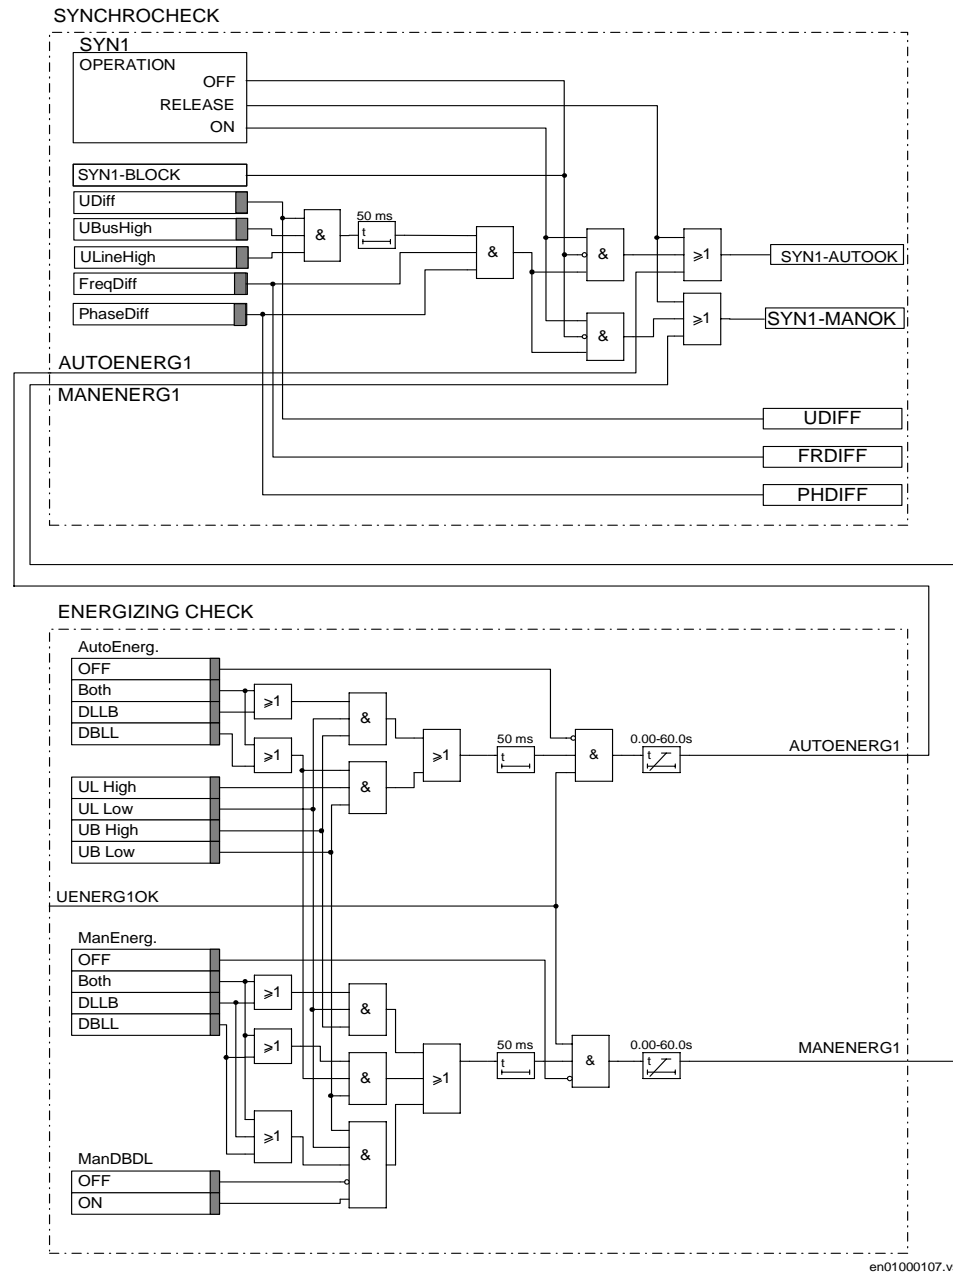 SYNCHROCHECK
SYN1
OPERATION
OFF
RELEASE
ON
SYN1-BLOCK
UDiff
UBusHigh
ULineHigh
FreqDiff
PhaseDiff
50 ms
t
&
&
&
&
≥1
≥1
SYN1-AUTOOK
SYN1-MANOK
AUTOENERG1
MANENERG1
UDIFF
FRDIFF
PHDIFF
ENERGIZING CHECK
AutoEnerg.
OFF
Both
DLLB
DBLL
≥1
≥1
&
&
≥1
50 ms
t
&
0.00-60.0s
t
AUTOENERG1
UL High
UL Low
UB High
UB Low
UENERG1OK
ManEnerg.
OFF
Both
DLLB
DBLL
≥1
≥1
≥1
&
&
&
≥1
50 ms
t
&
0.00-60.0s
t
MANENERG1
ManDBDL
OFF
ON